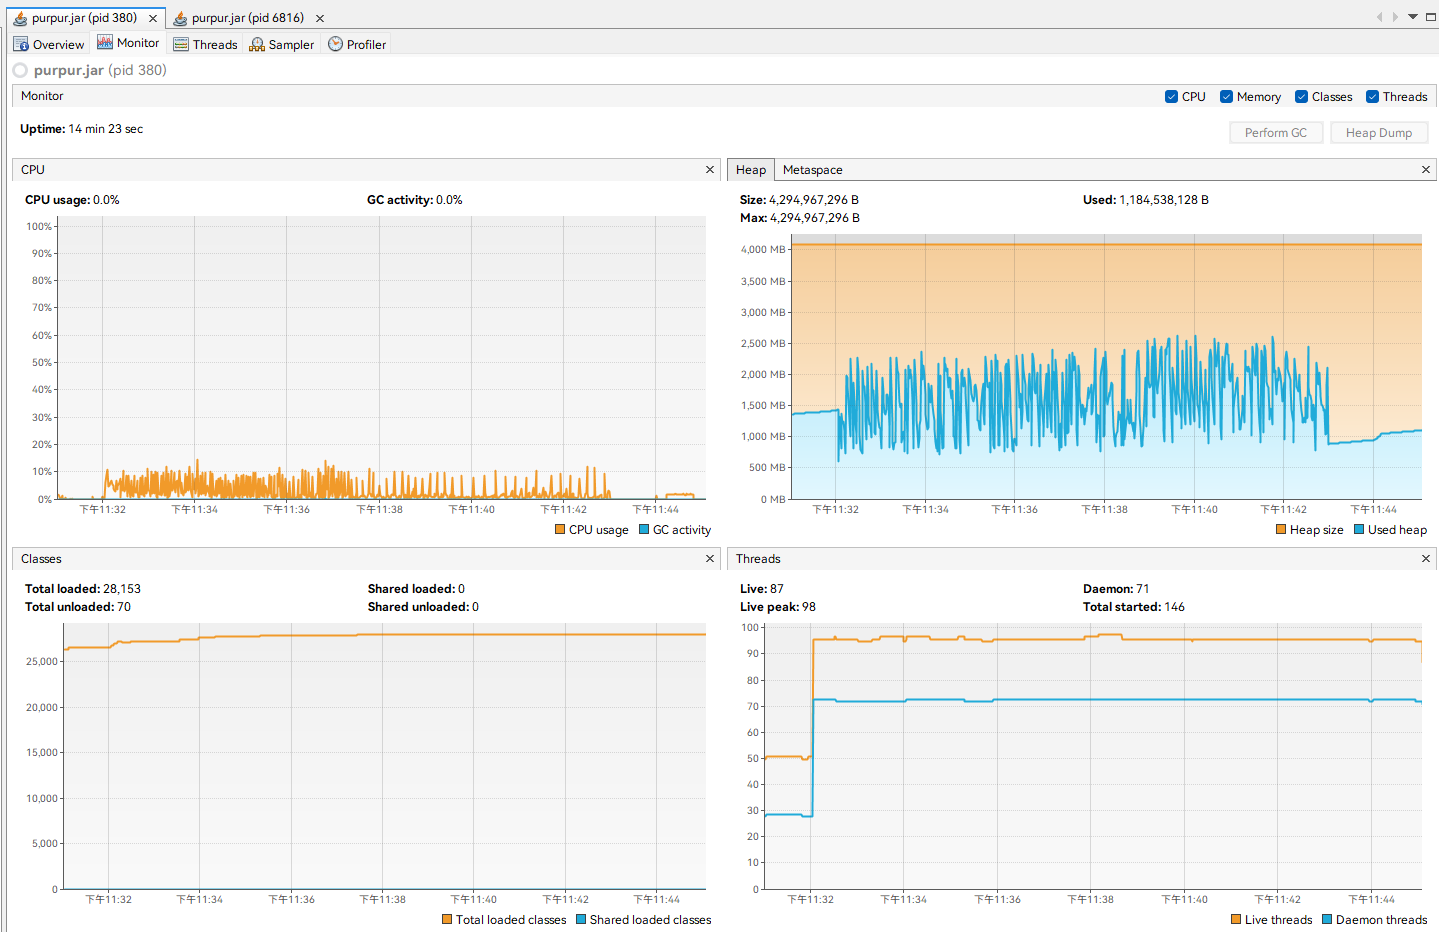 purpur.jar (pid 380) × purpur.jar (pid 6816) ×
Overview Monitor Threads Sampler Profiler
purpur.jar (pid 380)
Monitor CPU Memory Classes Threads
Uptime: 14 min 23 sec
Perform GC Heap Dump
CPU ×
CPU usage: 0.0% GC activity: 0.0%
100%
90%
80%
70%
60%
50%
40%
30%
20%
10%
0%
下午11:32 下午11:34 下午11:36 下午11:38 下午11:40 下午11:42 下午11:44
CPU usage GC activity
Heap Metaspace ×
Size: 4,294,967,296 B Used: 1,184,538,128 B
Max: 4,294,967,296 B
4,000 MB
3,500 MB
3,000 MB
2,500 MB
2,000 MB
1,500 MB
1,000 MB
500 MB
0 MB
下午11:32 下午11:34 下午11:36 下午11:38 下午11:40 下午11:42 下午11:44
Heap size Used heap
Classes ×
Total loaded: 28,153 Shared loaded: 0
Total unloaded: 70 Shared unloaded: 0
25,000
20,000
15,000
10,000
5,000
0
下午11:32 下午11:34 下午11:36 下午11:38 下午11:40 下午11:42 下午11:44
Total loaded classes Shared loaded classes
Threads ×
Live: 87 Daemon: 71
Live peak: 98 Total started: 146
100
90
80
70
60
50
40
30
20
10
0
下午11:32 下午11:34 下午11:36 下午11:38 下午11:40 下午11:42 下午11:44
Live threads Daemon threads